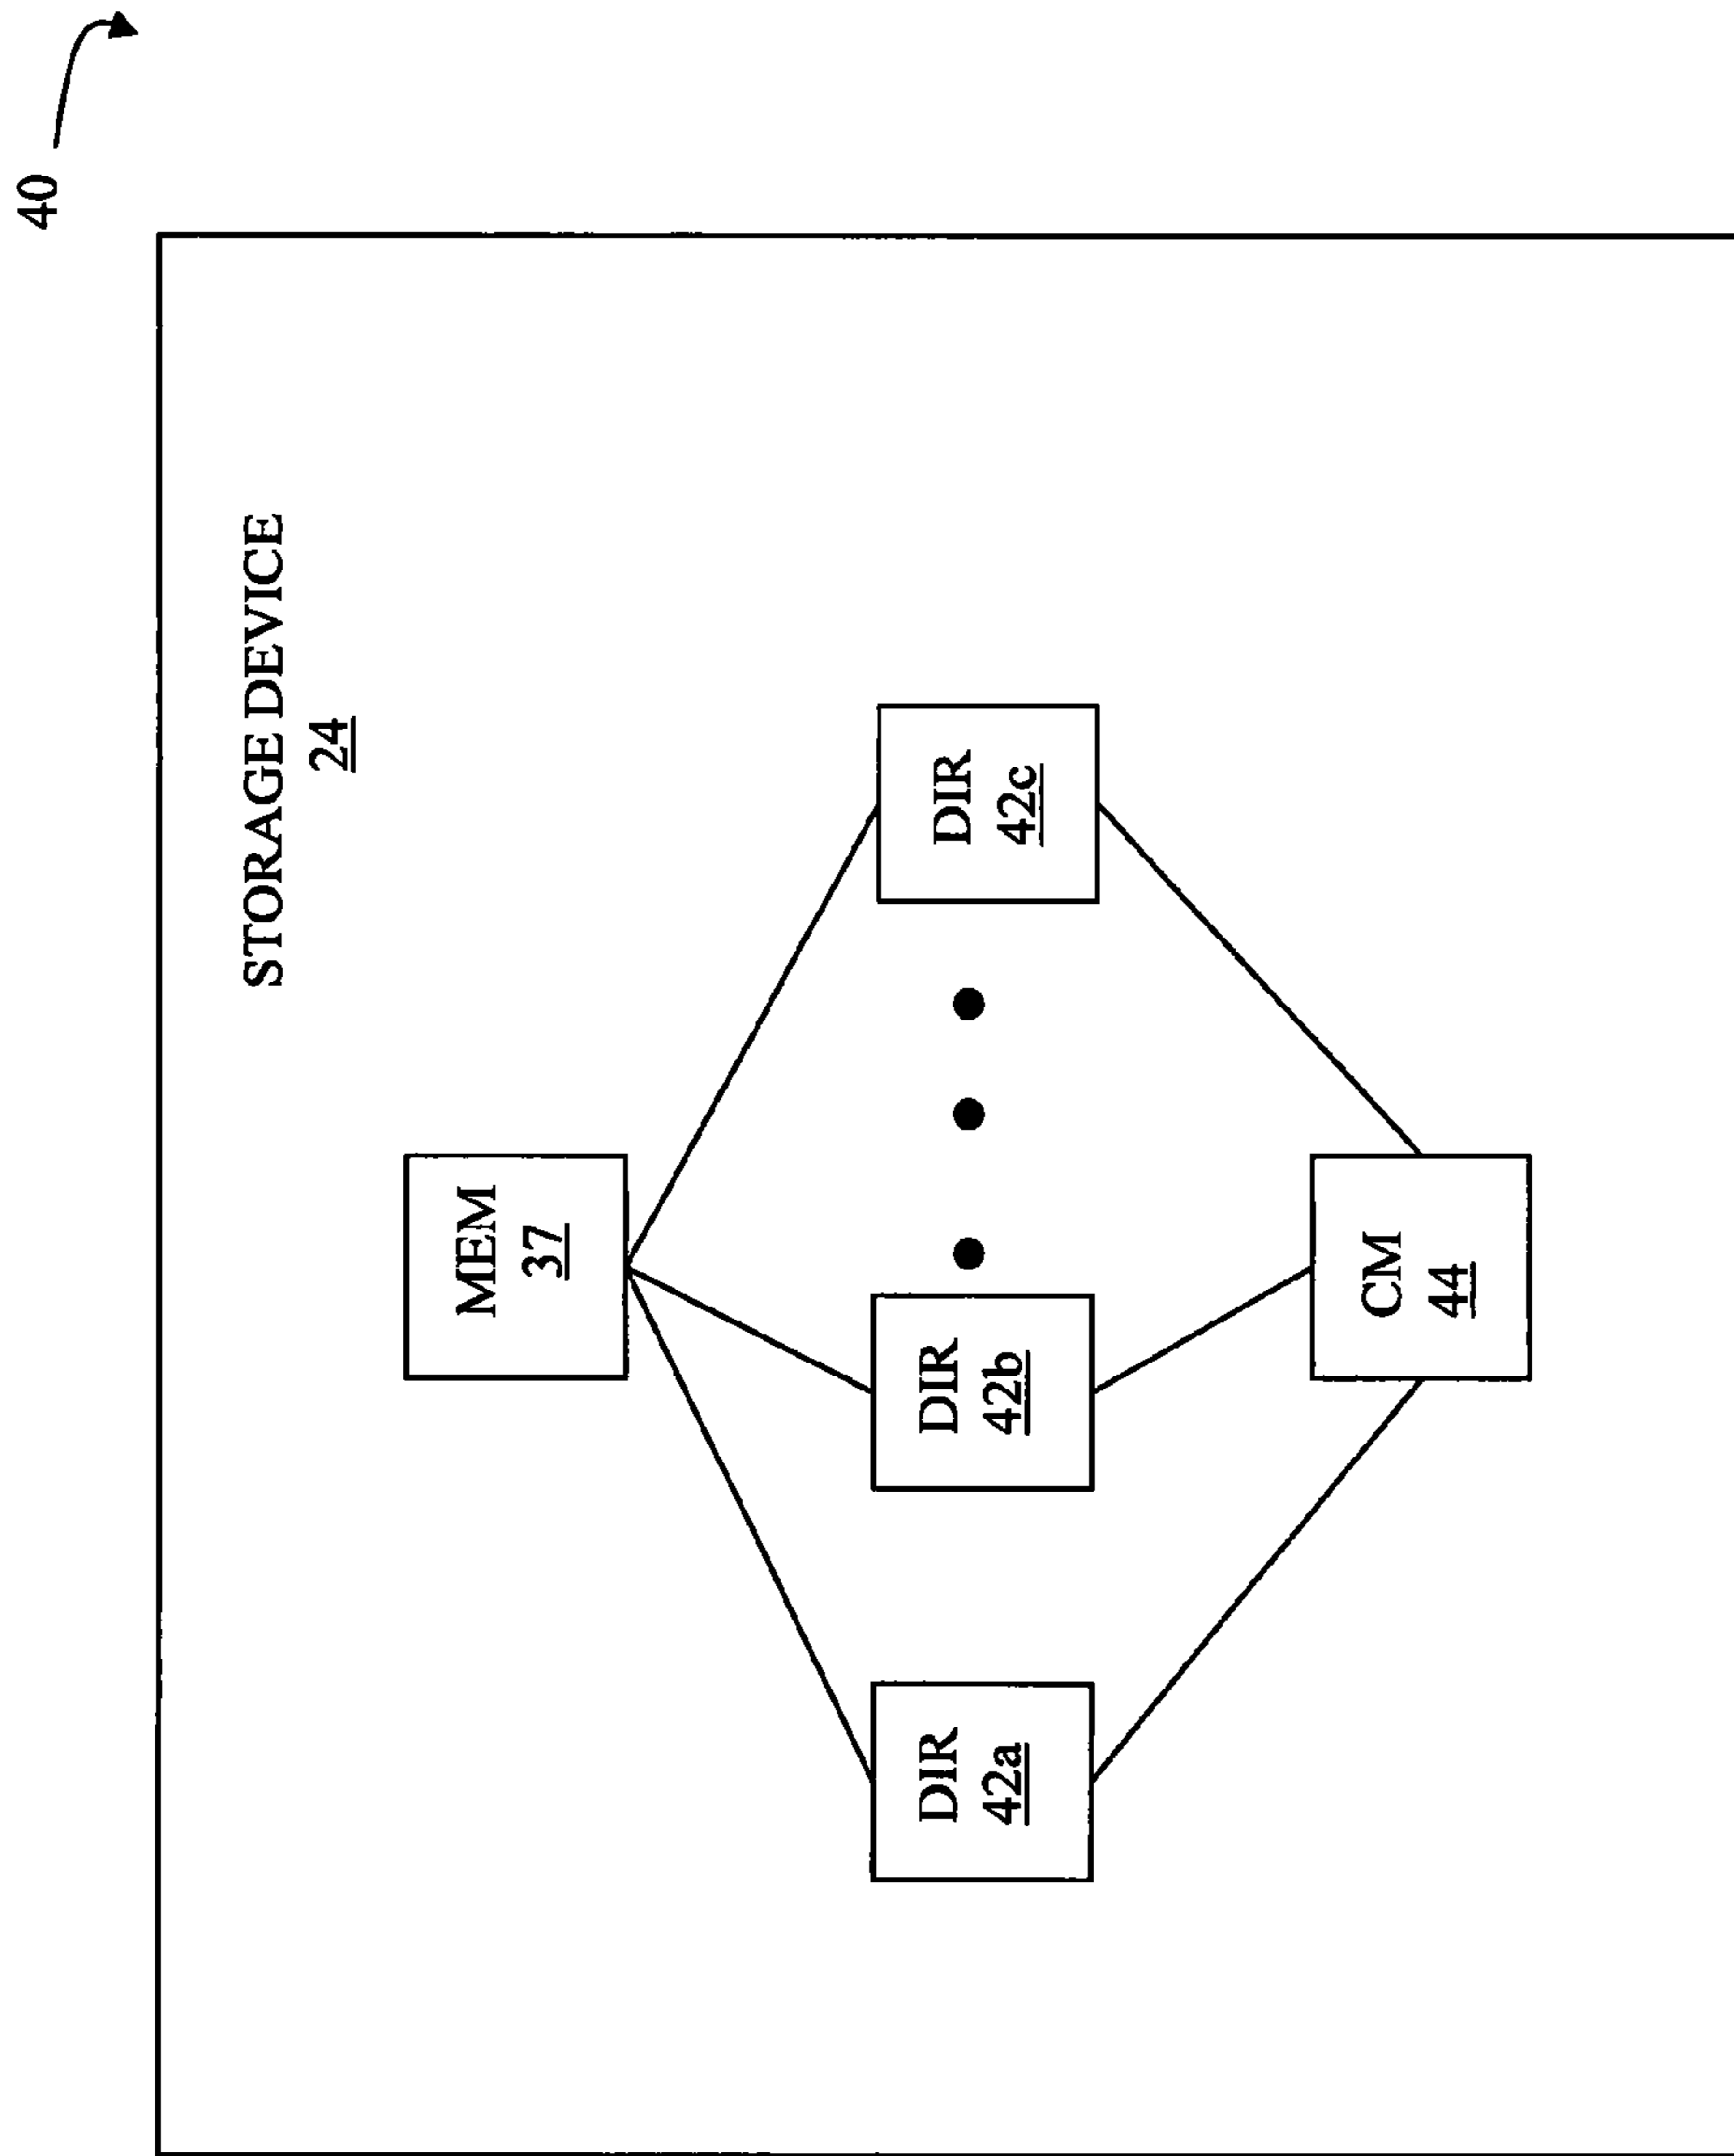 40
STORAGE DEVICE
24
MEM
37
DIR
42a
DIR
42b
DIR
42c
CM
44